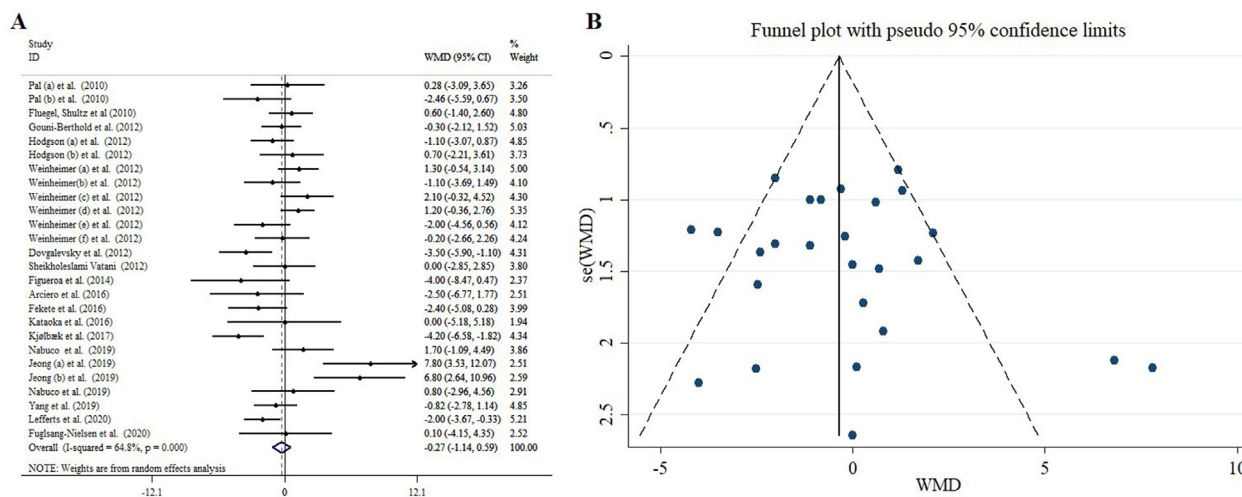 A
Study
ID WMD (95% CI) % Weight
Pal (a) et al. (2010) 0.28 (-3.09, 3.65) 3.26
Pal (b) et al. (2010) -2.46 (-5.59, 0.67) 3.50
Fluegel, Shultz et al (2010) 0.60 (-1.40, 2.60) 4.80
Gouni-Berthold et al. (2012) -0.30 (-2.12, 1.52) 5.03
Hodgson (a) et al. (2012) -1.10 (-3.07, 0.87) 4.85
Hodgson (b) et al. (2012) 0.70 (-2.21, 3.61) 3.73
Weinheimer (a) et al. (2012) 1.30 (-0.54, 3.14) 5.00
Weinheimer(b) et al. (2012) -1.10 (-3.69, 1.49) 4.10
Weinheimer (c) et al. (2012) 2.10 (-0.32, 4.52) 4.30
Weinheimer (d) et al. (2012) 1.20 (-0.36, 2.76) 5.35
Weinheimer (e) et al. (2012) -2.00 (-4.56, 0.56) 4.12
Weinheimer (f) et al. (2012) -0.20 (-2.66, 2.26) 4.24
Dovgalevsky et al. (2012) -3.50 (-5.90, -1.10) 4.31
Sheikholeslami Vatani (2012) 0.00 (-2.85, 2.85) 3.80
Figueroa et al. (2014) -4.00 (-8.47, 0.47) 2.37
Arciero et al. (2016) -2.50 (-6.77, 1.77) 2.51
Fekete et al. (2016) -2.40 (-5.08, 0.28) 3.99
Kataoka et al. (2016) 0.00 (-5.18, 5.18) 1.94
Kjølbæk et al. (2017) -4.20 (-6.58, -1.82) 4.34
Nabuco et al. (2019) 1.70 (-1.09, 4.49) 3.86
Jeong (a) et al. (2019) 7.80 (3.53, 12.07) 2.51
Jeong (b) et al. (2019) 6.80 (2.64, 10.96) 2.59
Nabuco et al. (2019) 0.80 (-2.96, 4.56) 2.91
Yang et al. (2019) -0.82 (-2.78, 1.14) 4.85
Lefferts et al. (2020) -2.00 (-3.67, -0.33) 5.21
Fuglsang-Nielsen et al. (2020) 0.10 (-4.15, 4.35) 2.52
Overall (I-squared = 64.8%, p = 0.000) -0.27 (-1.14, 0.59) 100.00
NOTE: Weights are from random effects analysis
-12.1 0 12.1
B
Funnel plot with pseudo 95% confidence limits
se(WMD)
0
.5
1
1.5
2
2.5
-5 0 5 10
WMD